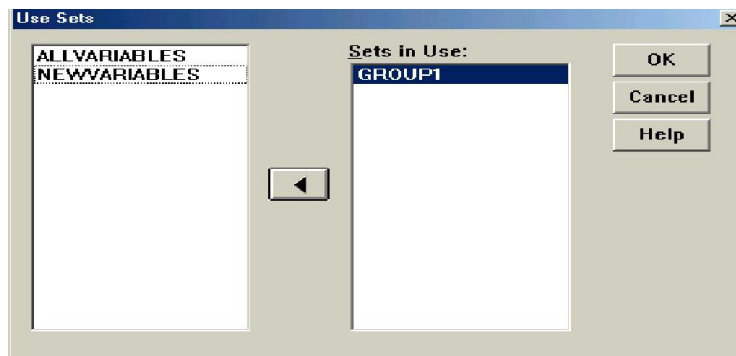 Use Sets
ALLVARIABLES
NEWVARIABLES
Sets in Use:
GROUP1
OK
Cancel
Help